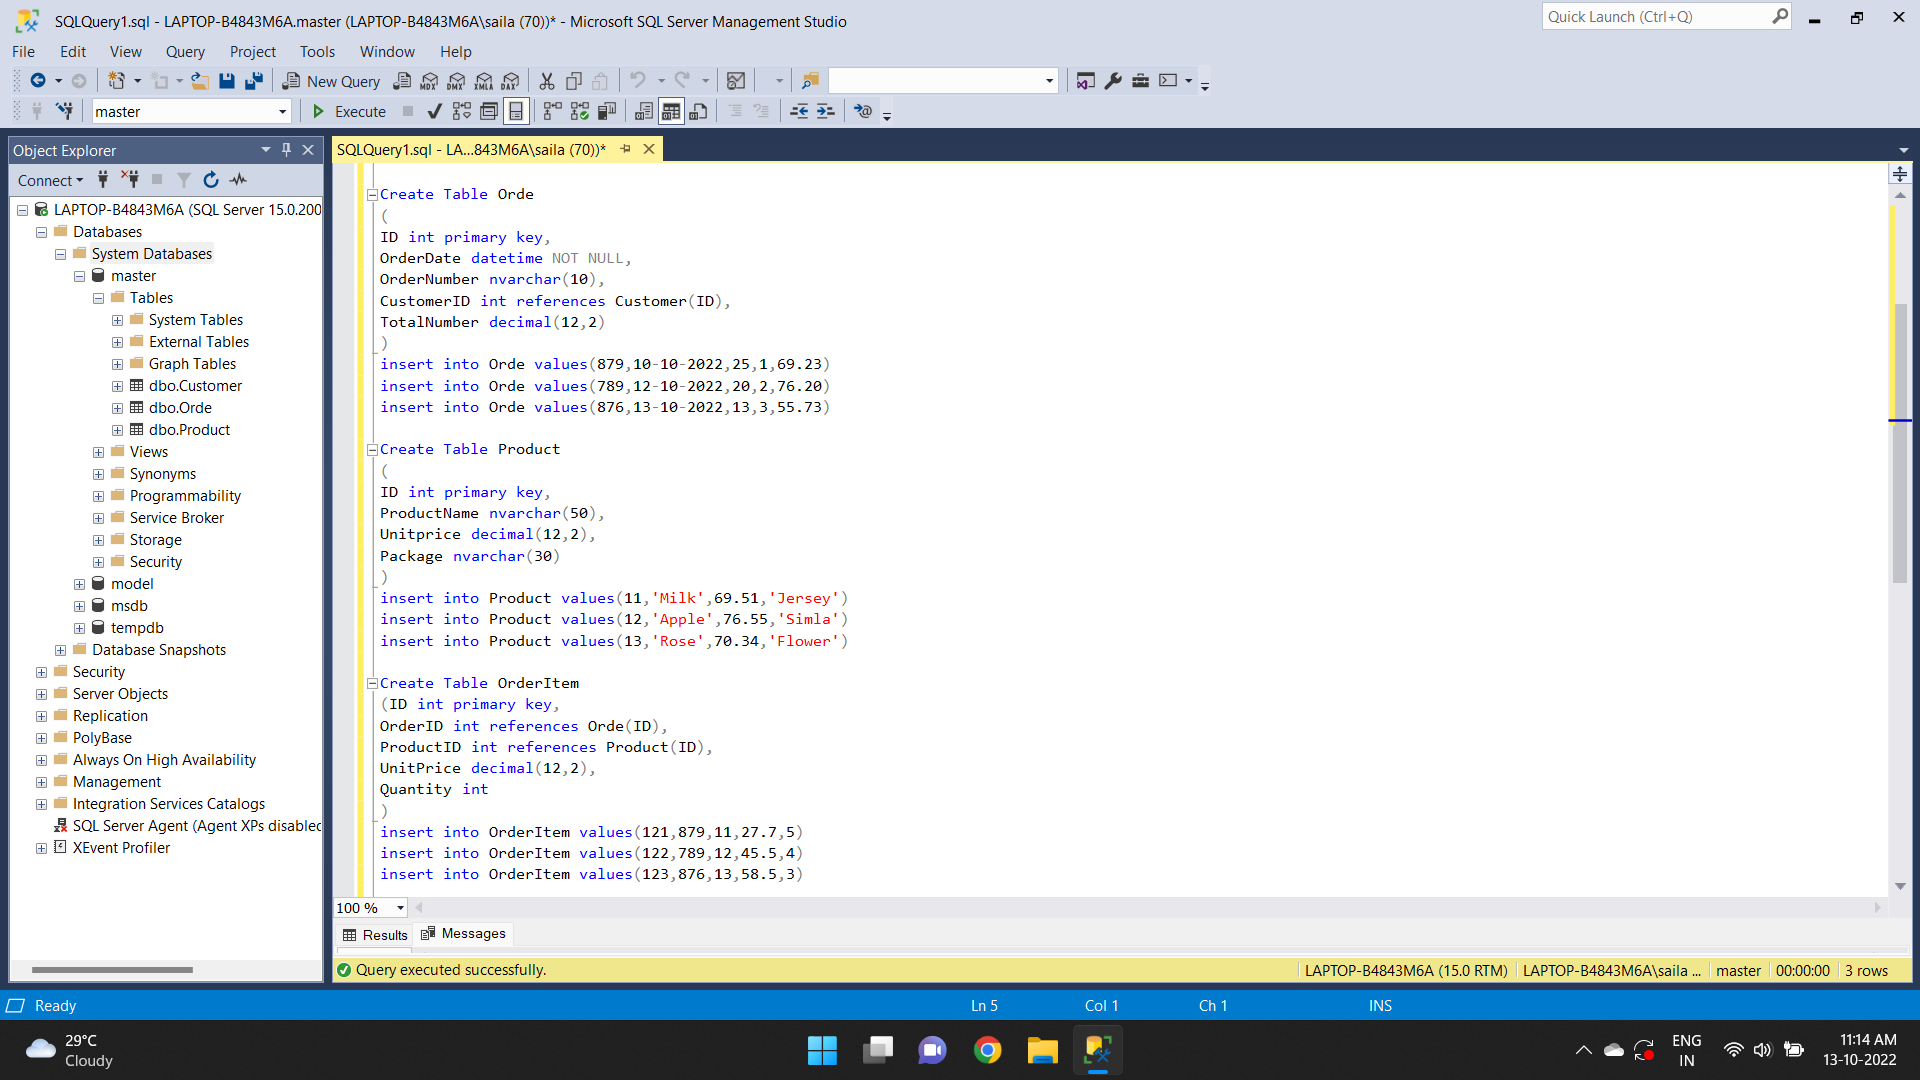 SQLQuery1.sql - LAPTOP-B4843M6A.master (LAPTOP-B4843M6A\saila (70))* - Microsoft SQL Server Management Studio
Quick Launch (Ctrl+Q)
File Edit View Query Project Tools Window Help
New Query MDX DMX XMLA DAX
master Execute
Object Explorer
Connect
LAPTOP-B4843M6A (SQL Server 15.0.200
Databases
System Databases
master
Tables
System Tables
External Tables
Graph Tables
dbo.Customer
dbo.Orde
dbo.Product
Views
Synonyms
Programmability
Service Broker
Storage
Security
model
msdb
tempdb
Database Snapshots
Security
Server Objects
Replication
PolyBase
Always On High Availability
Management
Integration Services Catalogs
SQL Server Agent (Agent XPs disabled
XEvent Profiler
SQLQuery1.sql - LA...843M6A\saila (70))*
Create Table Orde
(
ID int primary key,
OrderDate datetime NOT NULL,
OrderNumber nvarchar(10),
CustomerID int references Customer(ID),
TotalNumber decimal(12,2)
)
insert into Orde values(879,10-10-2022,25,1,69.23)
insert into Orde values(789,12-10-2022,20,2,76.20)
insert into Orde values(876,13-10-2022,13,3,55.73)
Create Table Product
(
ID int primary key,
ProductName nvarchar(50),
Unitprice decimal(12,2),
Package nvarchar(30)
)
insert into Product values(11,'Milk',69.51,'Jersey')
insert into Product values(12,'Apple',76.55,'Simla')
insert into Product values(13,'Rose',70.34,'Flower')
Create Table OrderItem
(ID int primary key,
OrderID int references Orde(ID),
ProductID int references Product(ID),
UnitPrice decimal(12,2),
Quantity int
)
insert into OrderItem values(121,879,11,27.7,5)
insert into OrderItem values(122,789,12,45.5,4)
insert into OrderItem values(123,876,13,58.5,3)
100 %
Results Messages
Query executed successfully.
LAPTOP-B4843M6A (15.0 RTM) LAPTOP-B4843M6A\saila ... master 00:00:00 3 rows
Ready Ln 5 Col 1 Ch 1 INS
29°C
Cloudy
ENG
IN
11:14 AM
13-10-2022